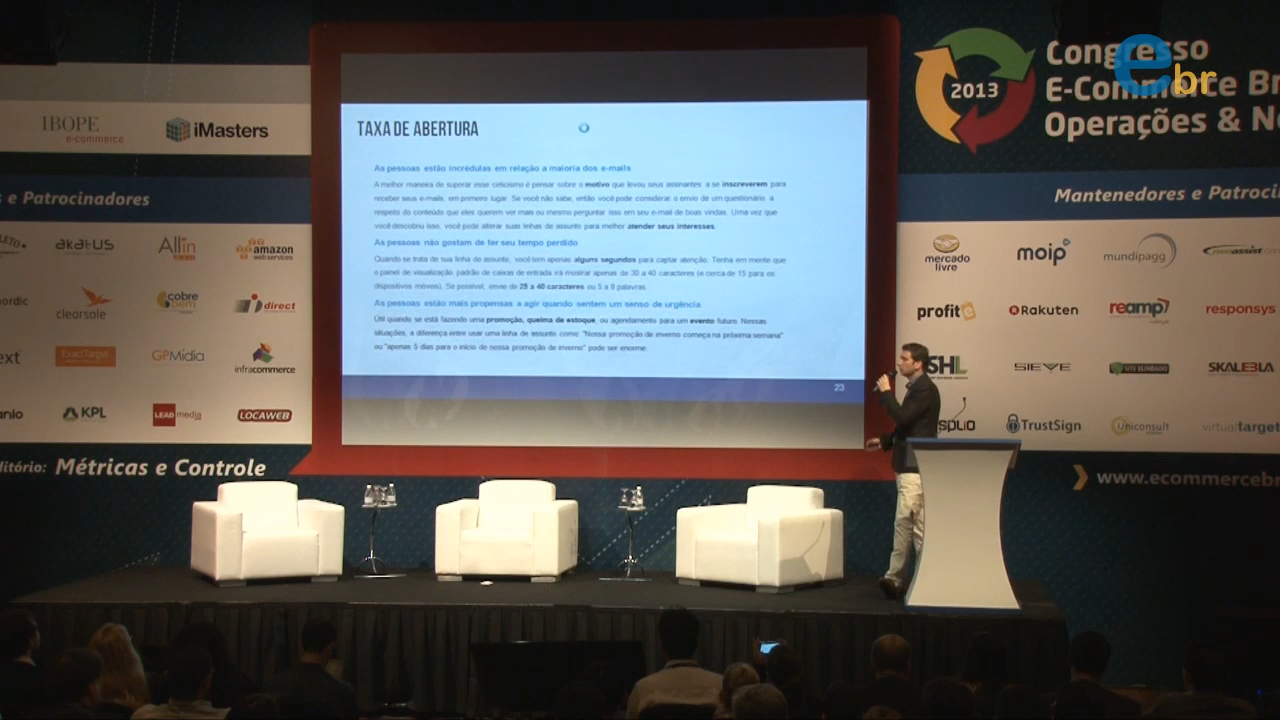 ebr
2013
Congresso
E-Commerce Br
Operações & N
IBOPE
e-commerce
iMasters
s e Patrocinadores
Mantenedores e Patroci
akatus
All in
amazon
web services
clearsale
cobre
bem
direct
ExactTarget
GPMídia
infracommerce
KPL
LEAD media
LOCAWEB
ditório: Métricas e Controle
TAXA DE ABERTURA
As pessoas estão incrédulas em relação a maioria dos e-mails
A melhor maneira de superar esse ceticismo é pensar sobre o motivo que levou seus assinantes a se inscreverem para
receber seus e-mails, em primeiro lugar. Se você não sabe, então você pode considerar o envio de um questionário a
respeito do conteúdo que eles querem ver mais ou mesmo perguntar isso em seu e-mail de boas vindas. Uma vez que
você descobriu isso, você pode alterar suas linhas de assunto para melhor atender seus interesses.
As pessoas não gostam de ter seu tempo perdido
Quando se trata de sua linha de assunto, você tem apenas alguns segundos para captar atenção. Tenha em mente que
o painel de visualização, padrão de caixas de entrada irá mostrar apenas de 30 a 40 caracteres (e cerca de 15 para os
dispositivos móveis). Se possível, envie de 25 a 40 caracteres ou 5 a 8 palavras.
As pessoas estão mais propensas a agir quando sentem um senso de urgência
Útil quando se está fazendo uma promoção, queima de estoque, ou agendamento para um evento futuro. Nessas
situações, a diferença entre usar uma linha de assunto como: "Nossa promoção de inverno começa na próxima semana"
ou "apenas 5 dias para o início de nossa promoção de inverno" pode ser enorme.
23
mercado
livre
moip
mundipagg
neoassist
profite
Rakuten
reamp
responsys
SHL
SIEVE
SITE BLINDADO
SKALEBLA
TrustSign
Uniconsult
virtualtarget
www.ecommerceb